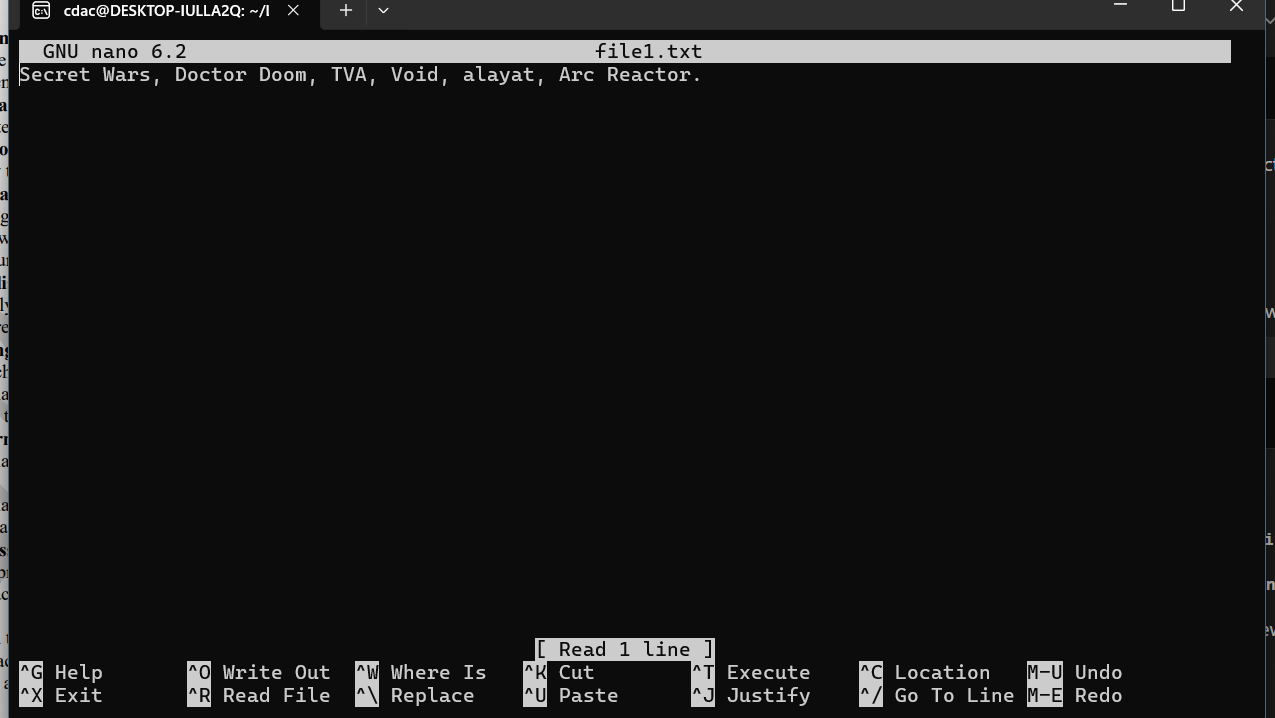 cdac@DESKTOP-IULLA2Q: ~/l
GNU nano 6.2 file1.txt
Secret Wars, Doctor Doom, TVA, Void, alayat, Arc Reactor.
[ Read 1 line ]
^G Help ^O Write Out ^W Where Is ^K Cut ^T Execute ^C Location M-U Undo
^X Exit ^R Read File ^\ Replace ^U Paste ^J Justify ^/ Go To Line M-E Redo